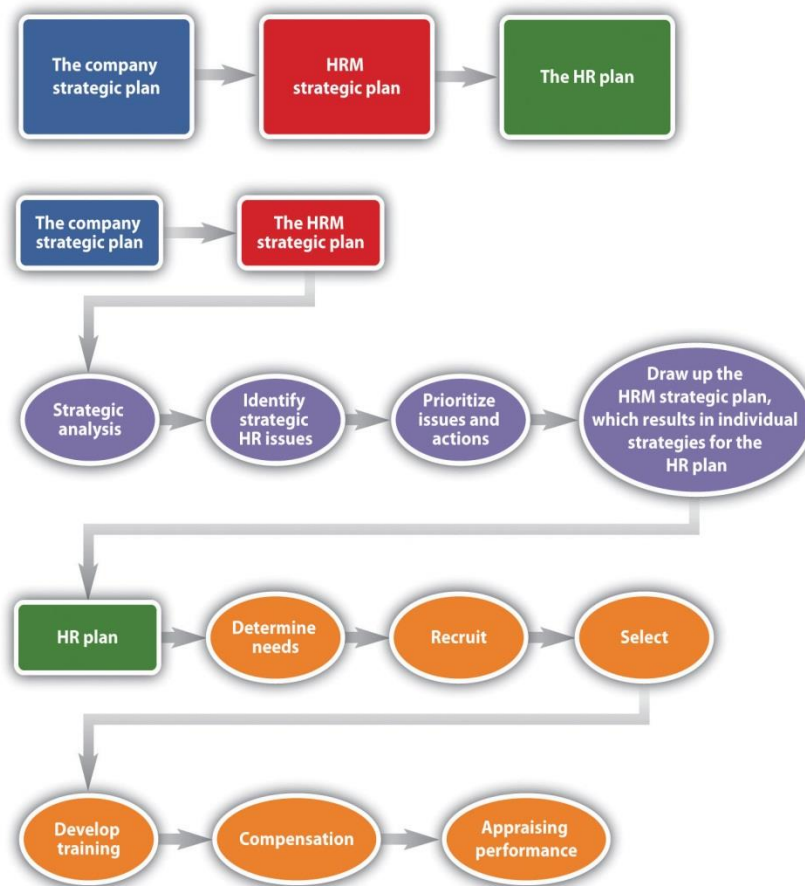 The company
strategic plan
HRM
strategic plan
The HR plan
The company
strategic plan
The HRM
strategic plan
Strategic
analysis
Identify
strategic
HR issues
Prioritize
issues and
actions
Draw up the
HRM strategic plan,
which results in individual
strategies for the
HR plan
HR plan
Determine
needs
Recruit
Select
Develop
training
Compensation
Appraising
performance